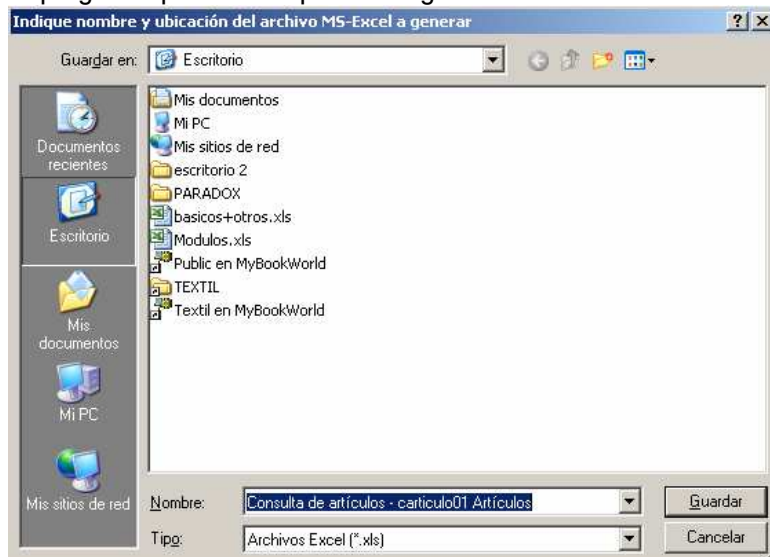 Indique nombre y ubicación del archivo MS-Excel a generar
Guardar en: Escritorio
Documentos recientes
Escritorio
Mis documentos
Mi PC
Mis sitios de red
Mis documentos
Mi PC
Mis sitios de red
escritorio 2
PARADOX
basicos+otros.xls
Modulos.xls
Public en MyBookWorld
TEXTIL
Textil en MyBookWorld
Nombre: Consulta de artículos - carticulo01 Artículos
Guardar
Tipo: Archivos Excel (*.xls)
Cancelar